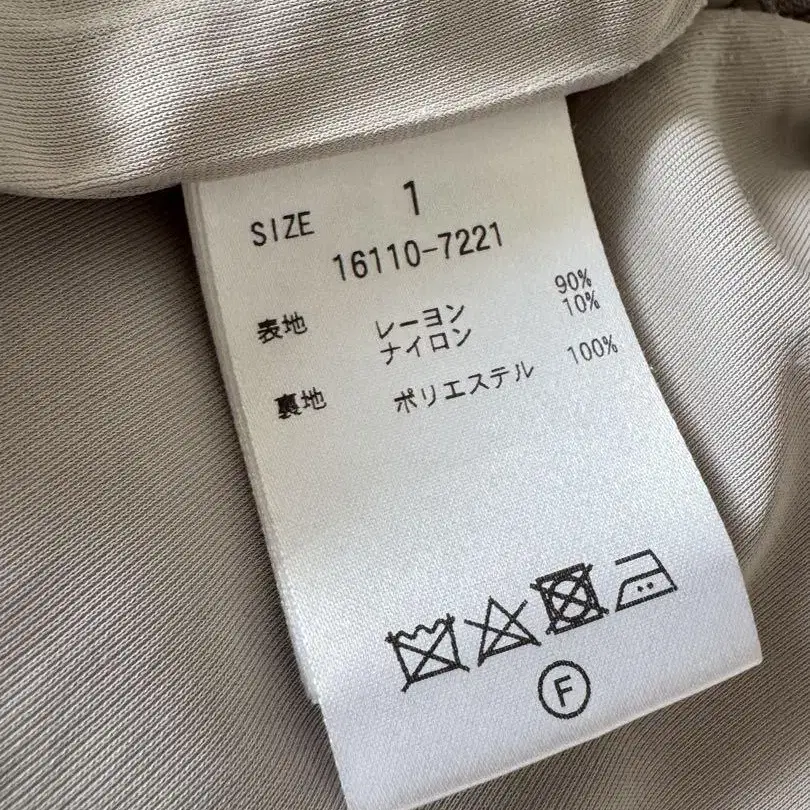 SIZE 1
16110-7221
表地 レーヨン 90%
ナイロン 10%
裏地 ポリエステル 100%
F